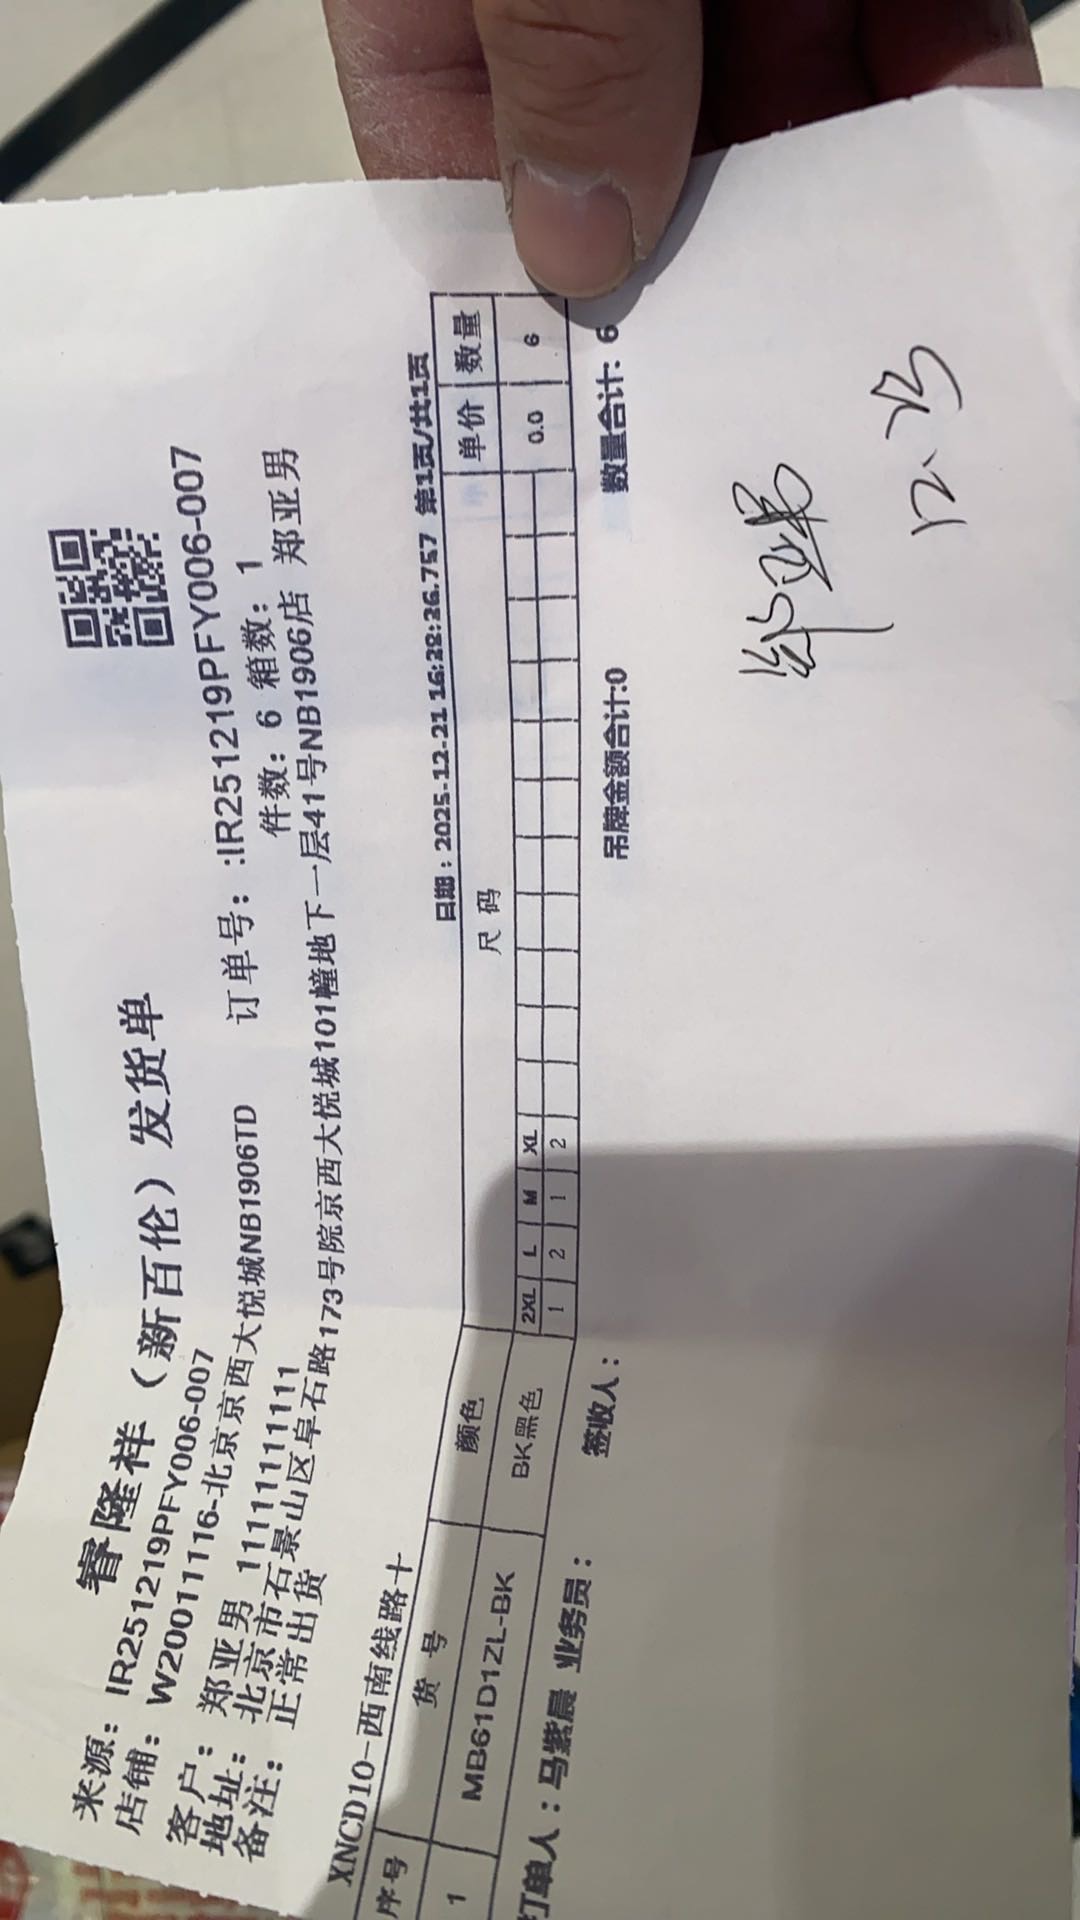 睿隆祥（新百伦）发货单
来源：IR251219PFY006-007 订单号：:IR251219PFY006-007
店铺：W20011116-北京京西大悦城NB1906TD 件数：6 箱数：1
客户：郑亚男 11111111111
地址：北京市石景山区阜石路173号院京西大悦城101幢地下一层41号NB1906店 郑亚男
备注：正常出货
XNCD10-西南线路十 日期：2025-12-21 16:28:26.757 第1页/共1页
序号 货号 颜色 尺码 单价 数量
2XL L M XL
1 MB61D1ZL-BK BK黑色 1 2 1 2 0.0 6
打单人：马紫晨 业务员： 签收人： 吊牌金额合计:0 数量合计：6
郑亚男
12.23